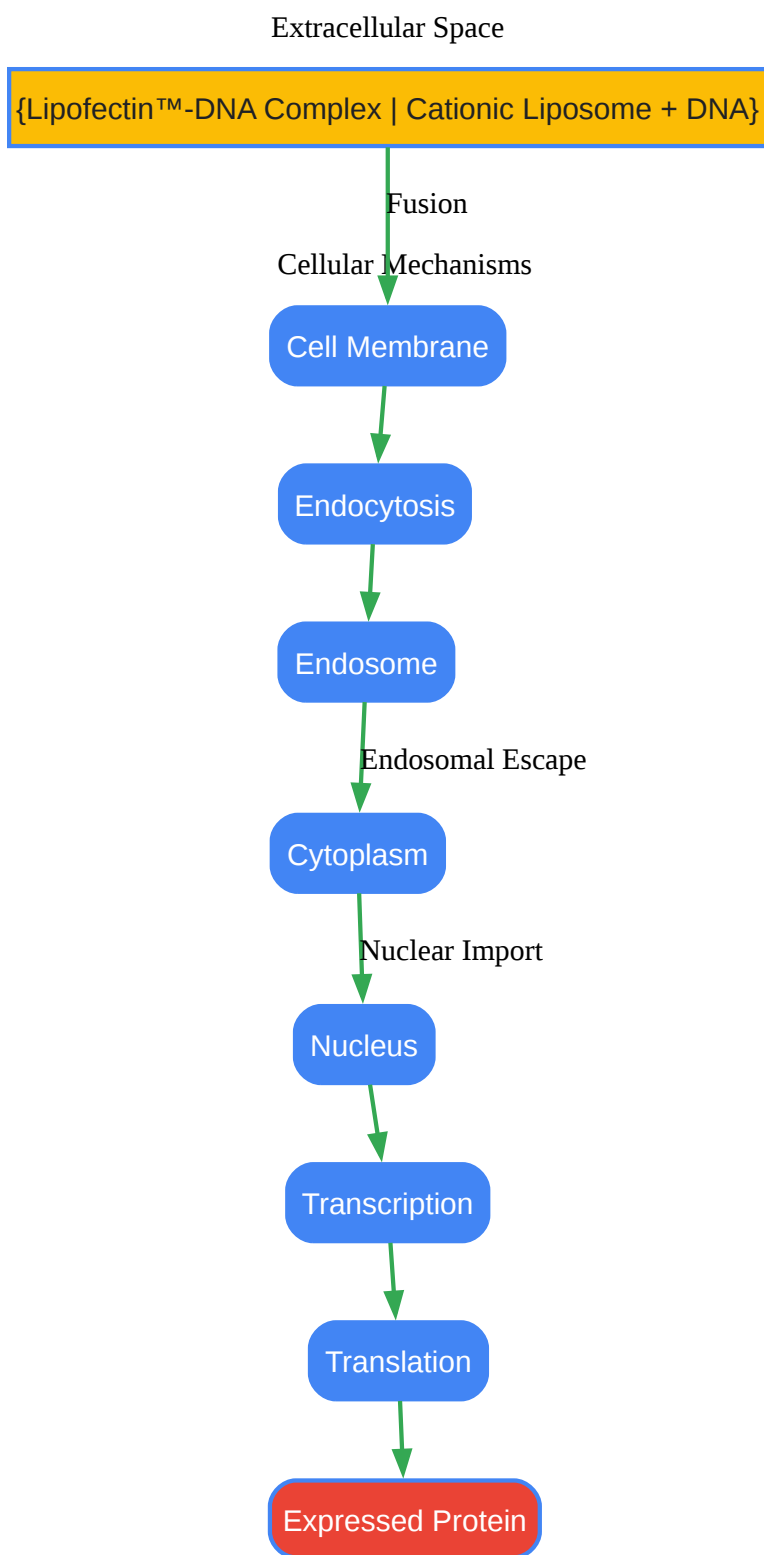 Extracellular Space
{Lipofectin™-DNA Complex | Cationic Liposome + DNA}
Fusion
Cellular Mechanisms
Cell Membrane
Endocytosis
Endosome
Endosomal Escape
Cytoplasm
Nuclear Import
Nucleus
Transcription
Translation
Expressed Protein